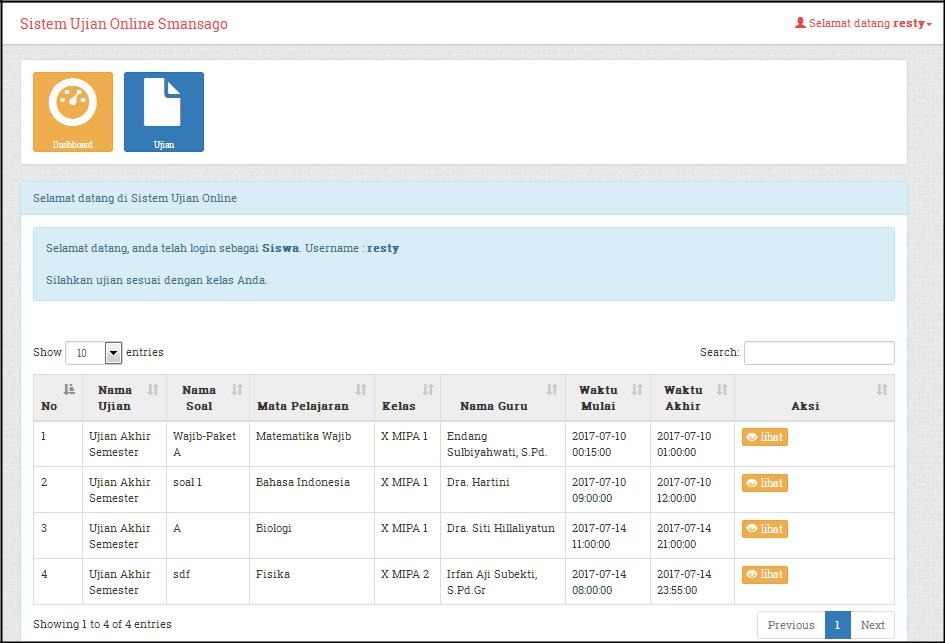 Sistem Ujian Online Smansago
Selamat datang resty
Dashboard
Ujian
Selamat datang di Sistem Ujian Online
Selamat datang, anda telah login sebagai Siswa. Username : resty
Silahkan ujian sesuai dengan kelas Anda.
Show 10 entries
Search:
No Nama Ujian Nama Soal Mata Pelajaran Kelas Nama Guru Waktu Mulai Waktu Akhir Aksi
1 Ujian Akhir Semester Wajib-Paket A Matematika Wajib X MIPA 1 Endang Sulbiyahwati, S.Pd. 2017-07-10 00:15:00 2017-07-10 01:00:00 lihat
2 Ujian Akhir Semester soal 1 Bahasa Indonesia X MIPA 1 Dra. Hartini 2017-07-10 09:00:00 2017-07-10 12:00:00 lihat
3 Ujian Akhir Semester A Biologi X MIPA 1 Dra. Siti Hillaliyatun 2017-07-14 11:00:00 2017-07-14 21:00:00 lihat
4 Ujian Akhir Semester sdf Fisika X MIPA 2 Irfan Aji Subekti, S.Pd.Gr 2017-07-14 08:00:00 2017-07-14 23:55:00 lihat
Showing 1 to 4 of 4 entries
Previous 1 Next